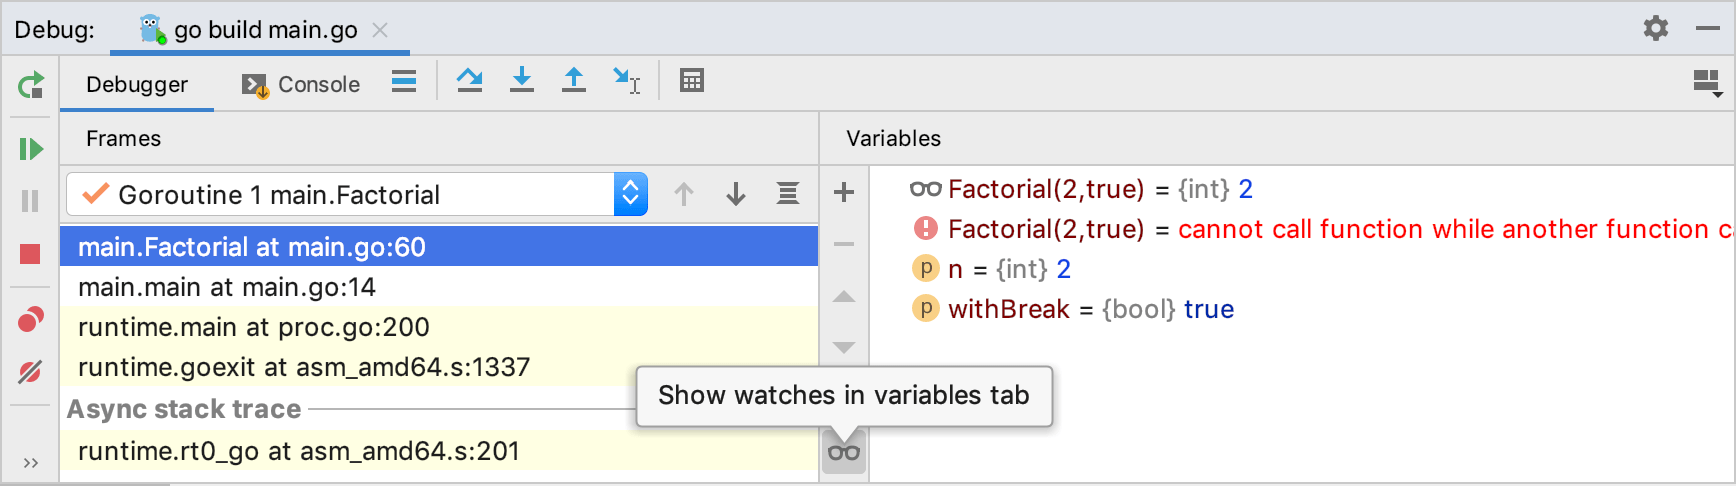 Debug: go build main.go
Debugger Console
Frames
Variables
Goroutine 1 main.Factorial
main.Factorial at main.go:60
main.main at main.go:14
runtime.main at proc.go:200
runtime.goexit at asm_amd64.s:1337
Async stack trace
runtime.rt0_go at asm_amd64.s:201
Factorial(2,true) = {int} 2
Factorial(2,true) = cannot call function while another function c
p n = {int} 2
p withBreak = {bool} true
Show watches in variables tab